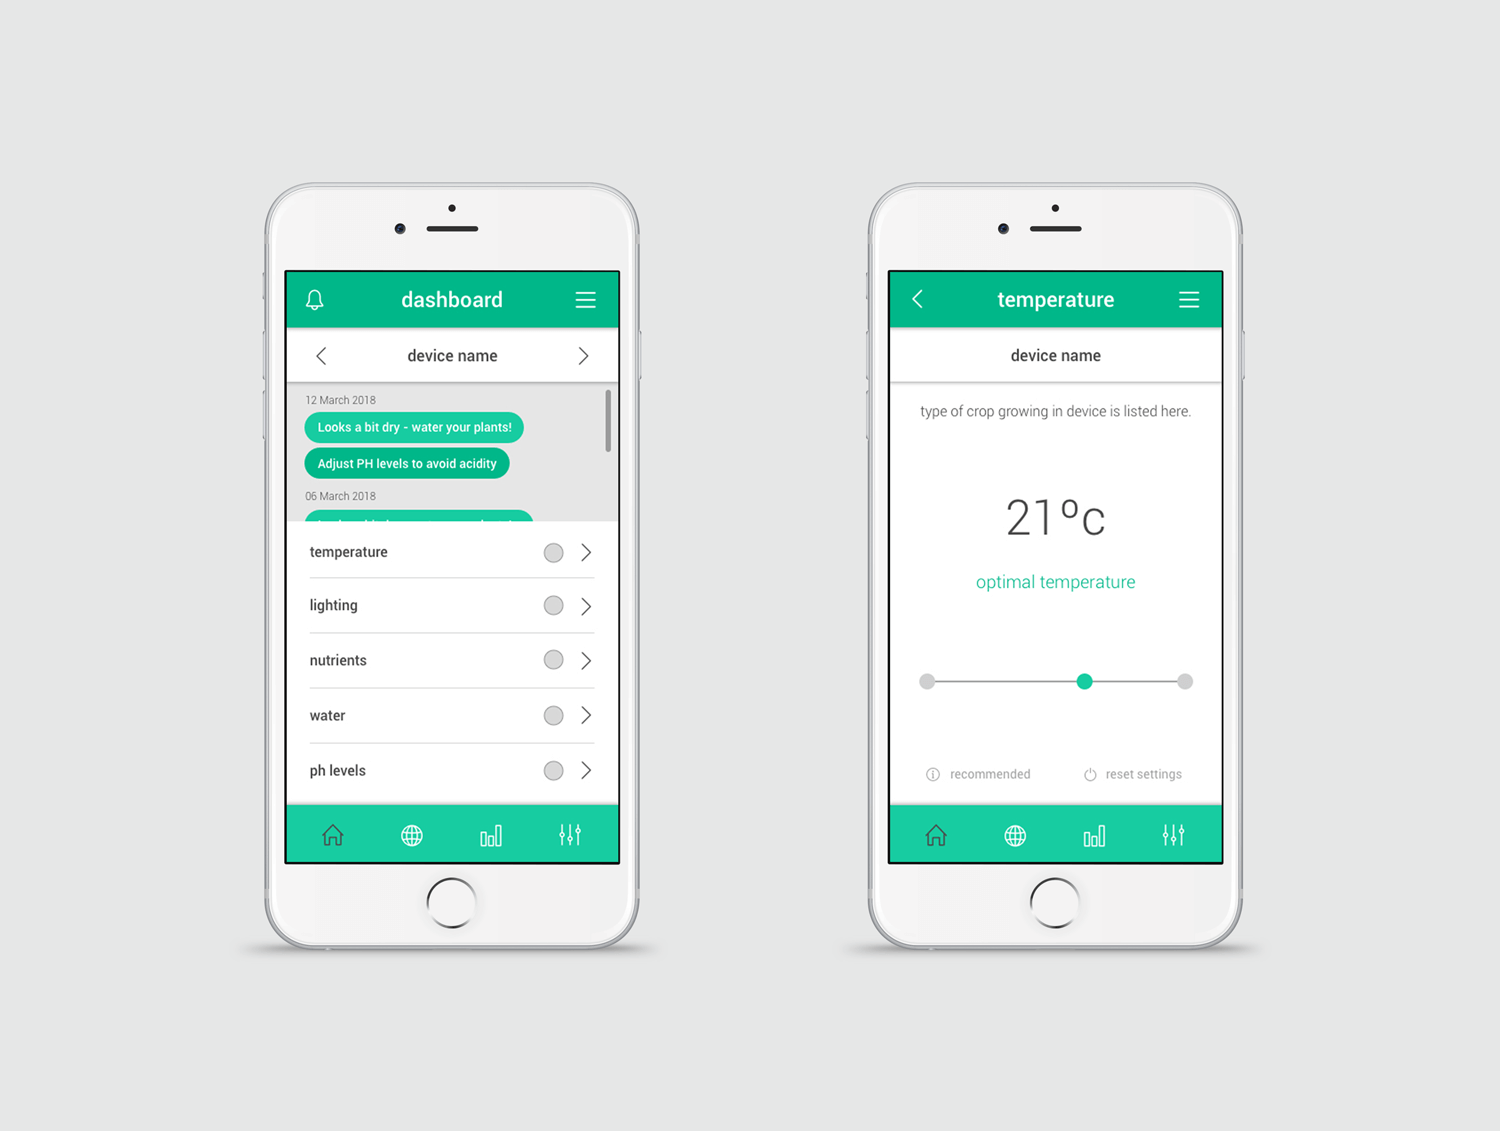 dashboard
device name
12 March 2018
Looks a bit dry - water your plants!
Adjust PH levels to avoid acidity
06 March 2018
temperature
lighting
nutrients
water
ph levels
temperature
device name
type of crop growing in device is listed here.
21ºc
optimal temperature
recommended
reset settings